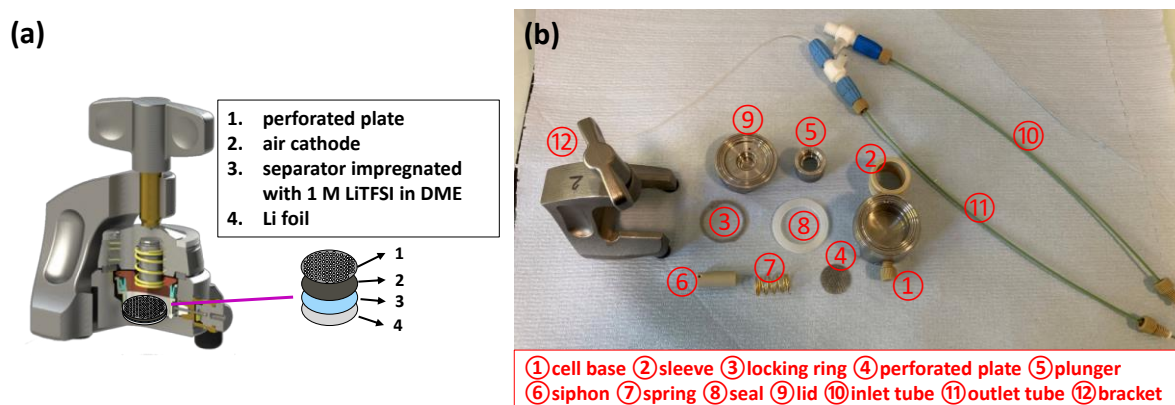 (a)
1. perforated plate
2. air cathode
3. separator impregnated
with 1 M LiTFSI in DME
4. Li foil
1
2
3
4
(b)
⑫
2
⑨
⑤
②
⑩
③
⑧
⑪
⑥
⑦
④
①
①cell base ②sleeve ③locking ring ④perforated plate ⑤plunger
⑥siphon ⑦spring ⑧seal ⑨lid ⑩inlet tube ⑪outlet tube ⑫bracket